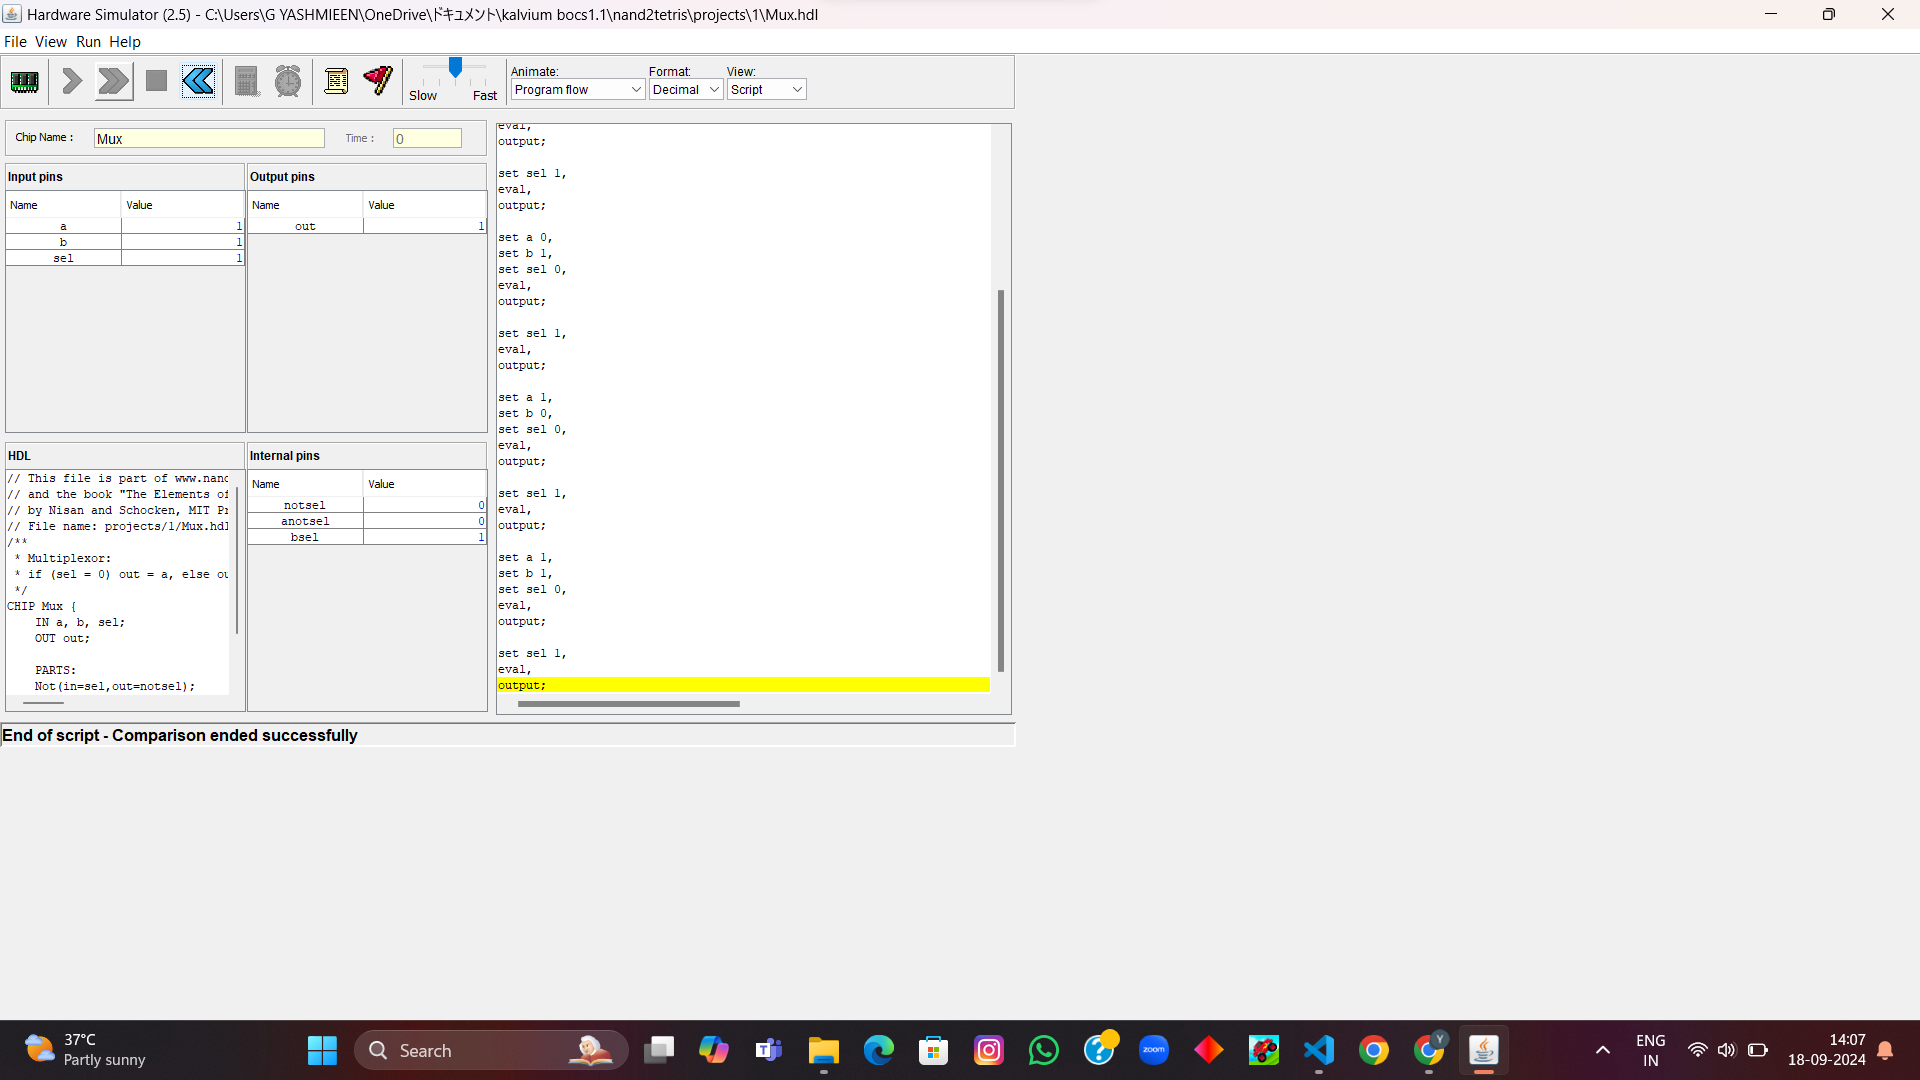 Hardware Simulator (2.5) - C:\Users\G YASHMIEEN\OneDrive\ドキュメント\kalvium bocs1.1\nand2tetris\projects\1\Mux.hdl
File View Run Help
Slow Fast
Animate: Format: View:
Program flow Decimal Script
Chip Name : Mux Time : 0
Input pins
Name Value
a 1
b 1
sel 1
Output pins
Name Value
out 1
HDL
// This file is part of www.nand
// and the book "The Elements of
// by Nisan and Schocken, MIT Pr
// File name: projects/1/Mux.hdl
/**
* Multiplexor:
* if (sel = 0) out = a, else ou
*/
CHIP Mux {
IN a, b, sel;
OUT out;
PARTS:
Not(in=sel,out=notsel);
Internal pins
Name Value
notsel 0
anotsel 0
bsel 1
eval,
output;
set sel 1,
eval,
output;
set a 0,
set b 1,
set sel 0,
eval,
output;
set sel 1,
eval,
output;
set a 1,
set b 0,
set sel 0,
eval,
output;
set sel 1,
eval,
output;
set a 1,
set b 1,
set sel 0,
eval,
output;
set sel 1,
eval,
output;
End of script - Comparison ended successfully
37°C
Partly sunny
Search
zoom
Y
ENG
IN
14:07
18-09-2024